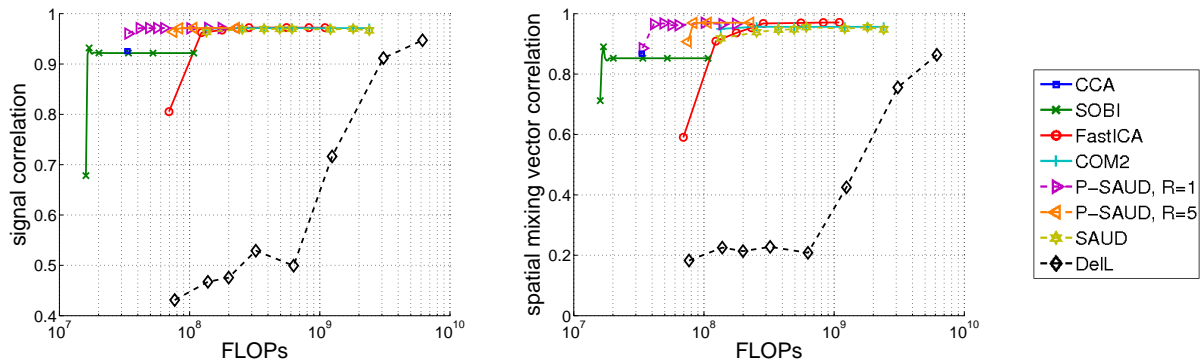 signal correlation
1
0.9
0.8
0.7
0.6
0.5
0.4
10^7
10^8
10^9
10^10
FLOPs
spatial mixing vector correlation
1
0.8
0.6
0.4
0.2
0
10^7
10^8
10^9
10^10
FLOPs
CCA
SOBI
FastICA
COM2
P−SAUD, R=1
P−SAUD, R=5
SAUD
DelL